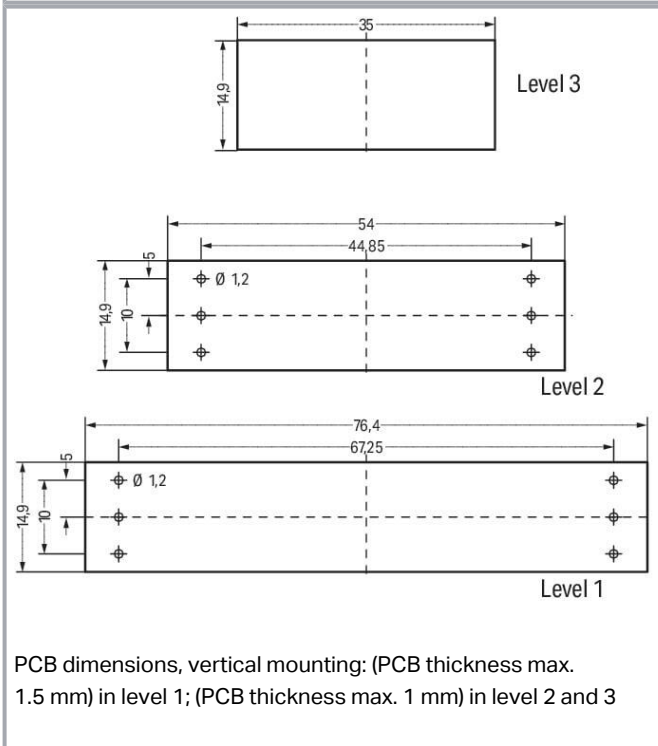 35
14,9
Level 3
54
44,85
5
Ø 1,2
14,9
10
Level 2
76,4
67,25
5
Ø 1,2
14,9
10
Level 1
PCB dimensions, vertical mounting: (PCB thickness max.
1.5 mm) in level 1; (PCB thickness max. 1 mm) in level 2 and 3